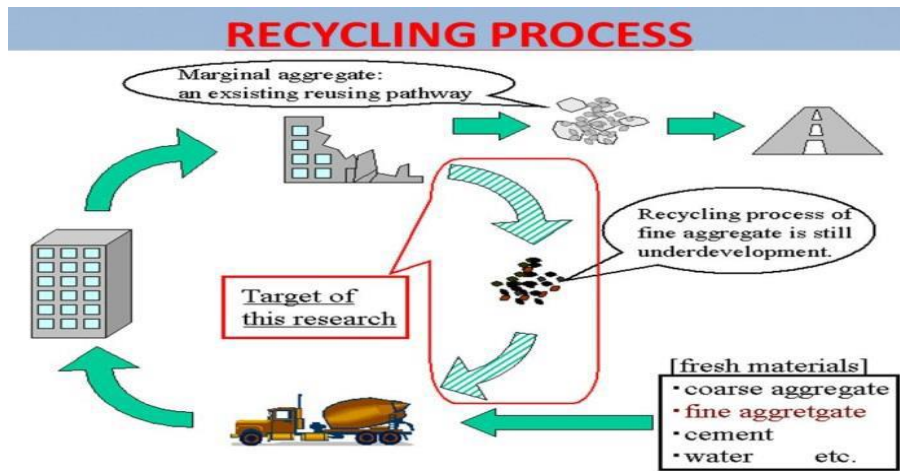 RECYCLING PROCESS
Marginal aggregate:
an exsisting reusing pathway
Recycling process of
fine aggregate is still
underdevelopment.
Target of
this research
[fresh materials]
・coarse aggregate
・fine aggretgate
・cement
・water etc.